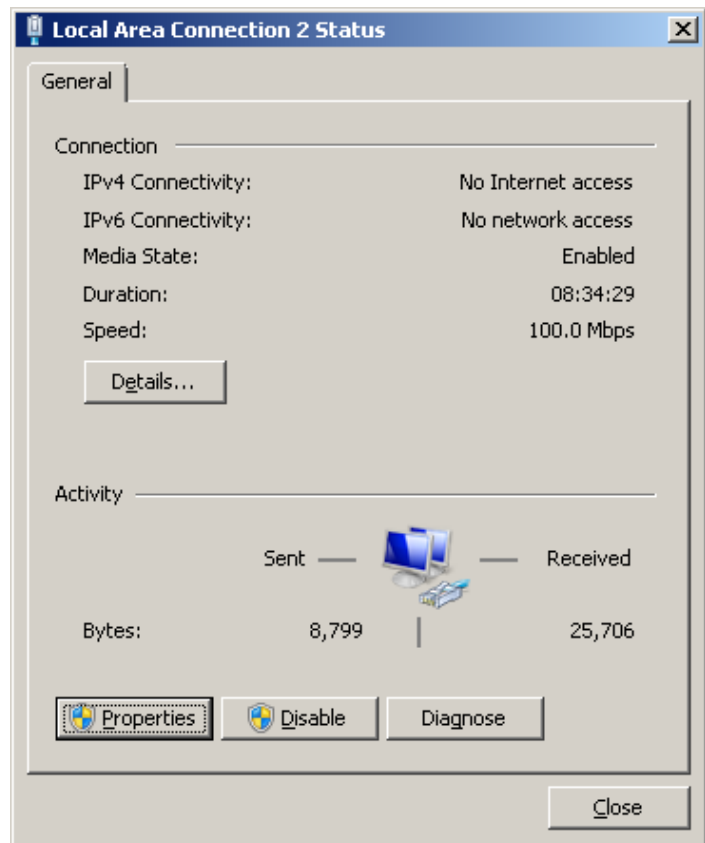 Local Area Connection 2 Status
General
Connection
IPv4 Connectivity: No Internet access
IPv6 Connectivity: No network access
Media State: Enabled
Duration: 08:34:29
Speed: 100.0 Mbps
Details...
Activity
Sent Received
Bytes: 8,799 25,706
Properties Disable Diagnose
Close